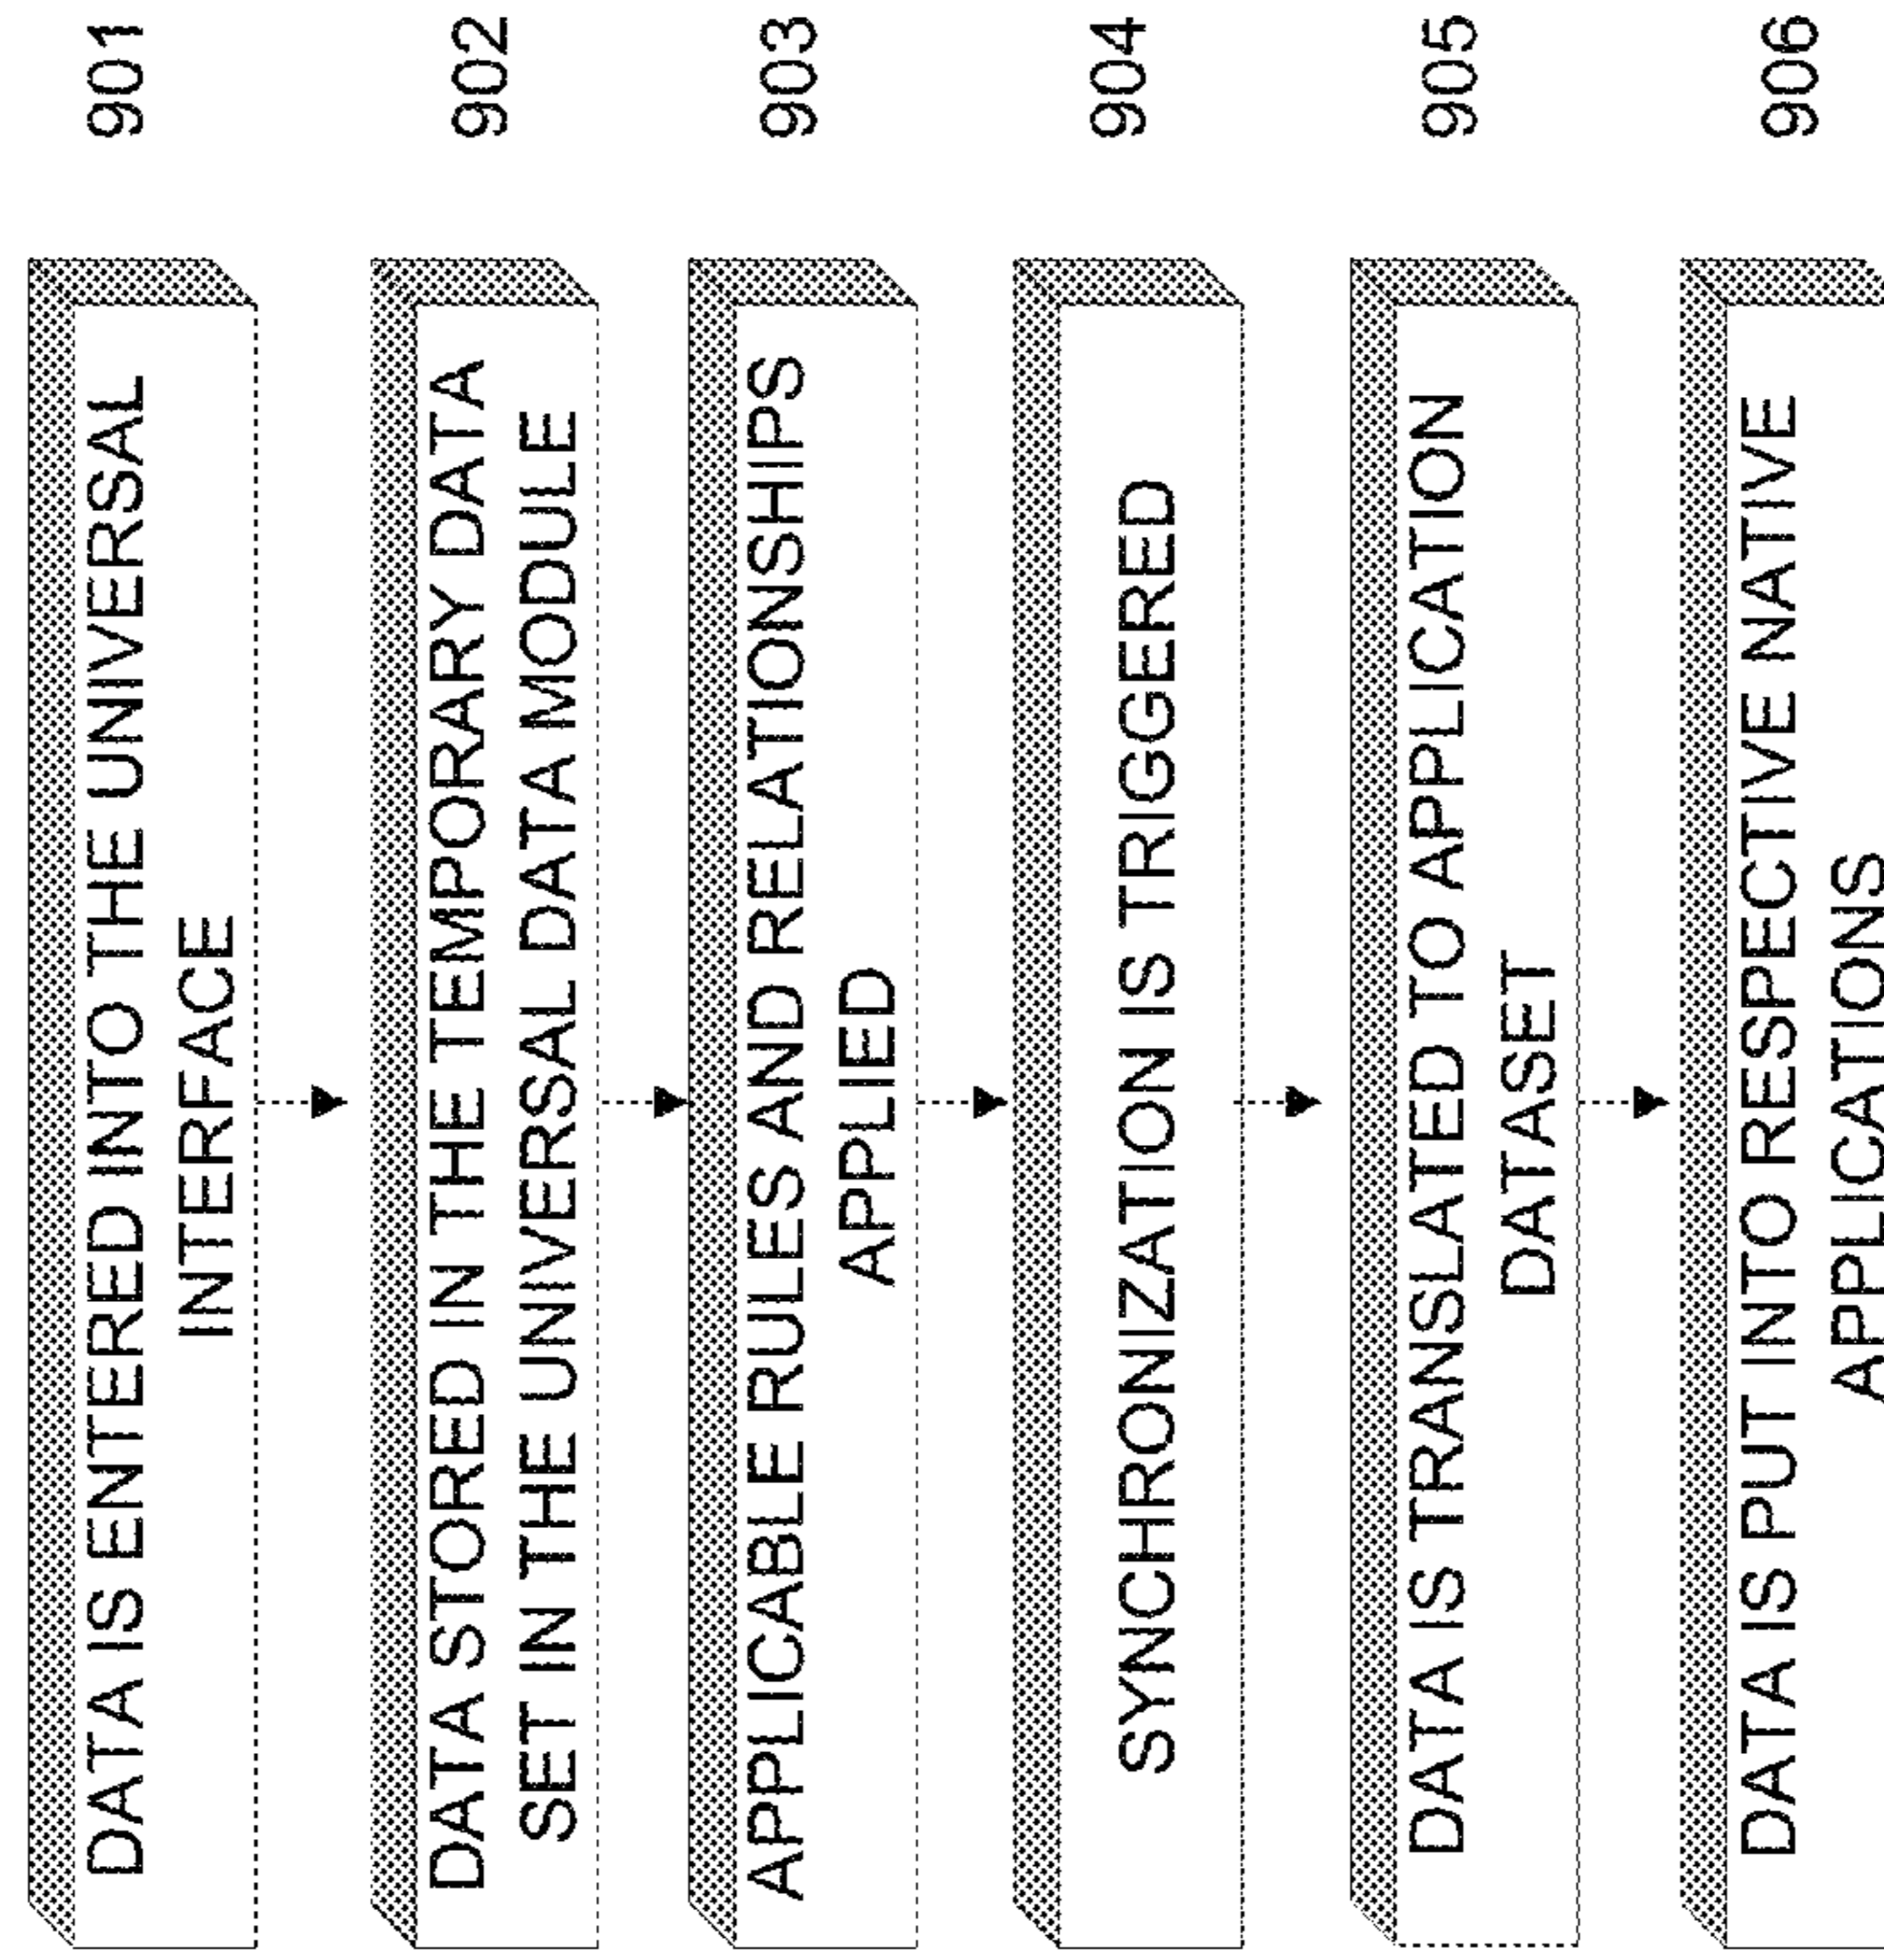 DATA IS ENTERED INTO THE UNIVERSAL
INTERFACE
901
DATA STORED IN THE TEMPORARY DATA
SET IN THE UNIVERSAL DATA MODULE
902
APPLICABLE RULES AND RELATIONSHIPS
APPLIED
903
SYNCHRONIZATION IS TRIGGERED
904
DATA IS TRANSLATED TO APPLICATION
DATASET
905
DATA IS PUT INTO RESPECTIVE NATIVE
APPLICATIONS
906